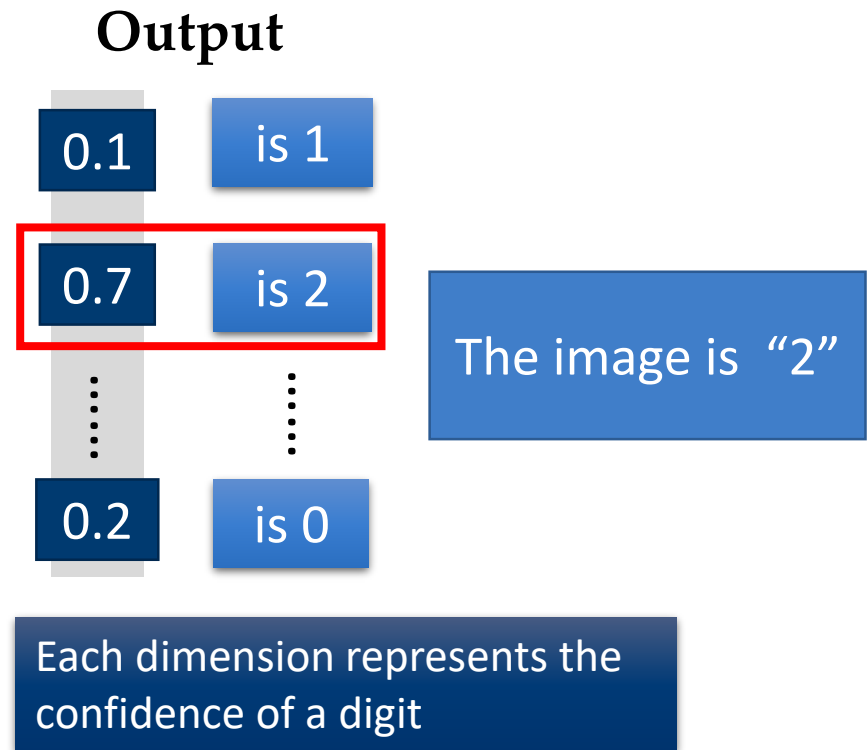 Output
0.1 is 1
0.7 is 2
The image is “2”
0.2 is 0
Each dimension represents the
confidence of a digit